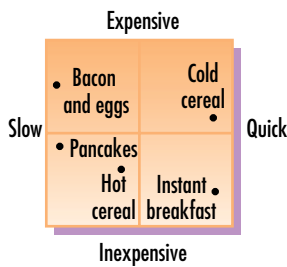 Expensive
Bacon
and eggs
Cold
cereal
Slow
Quick
Pancakes
Hot
cereal
Instant
breakfast
Inexpensive